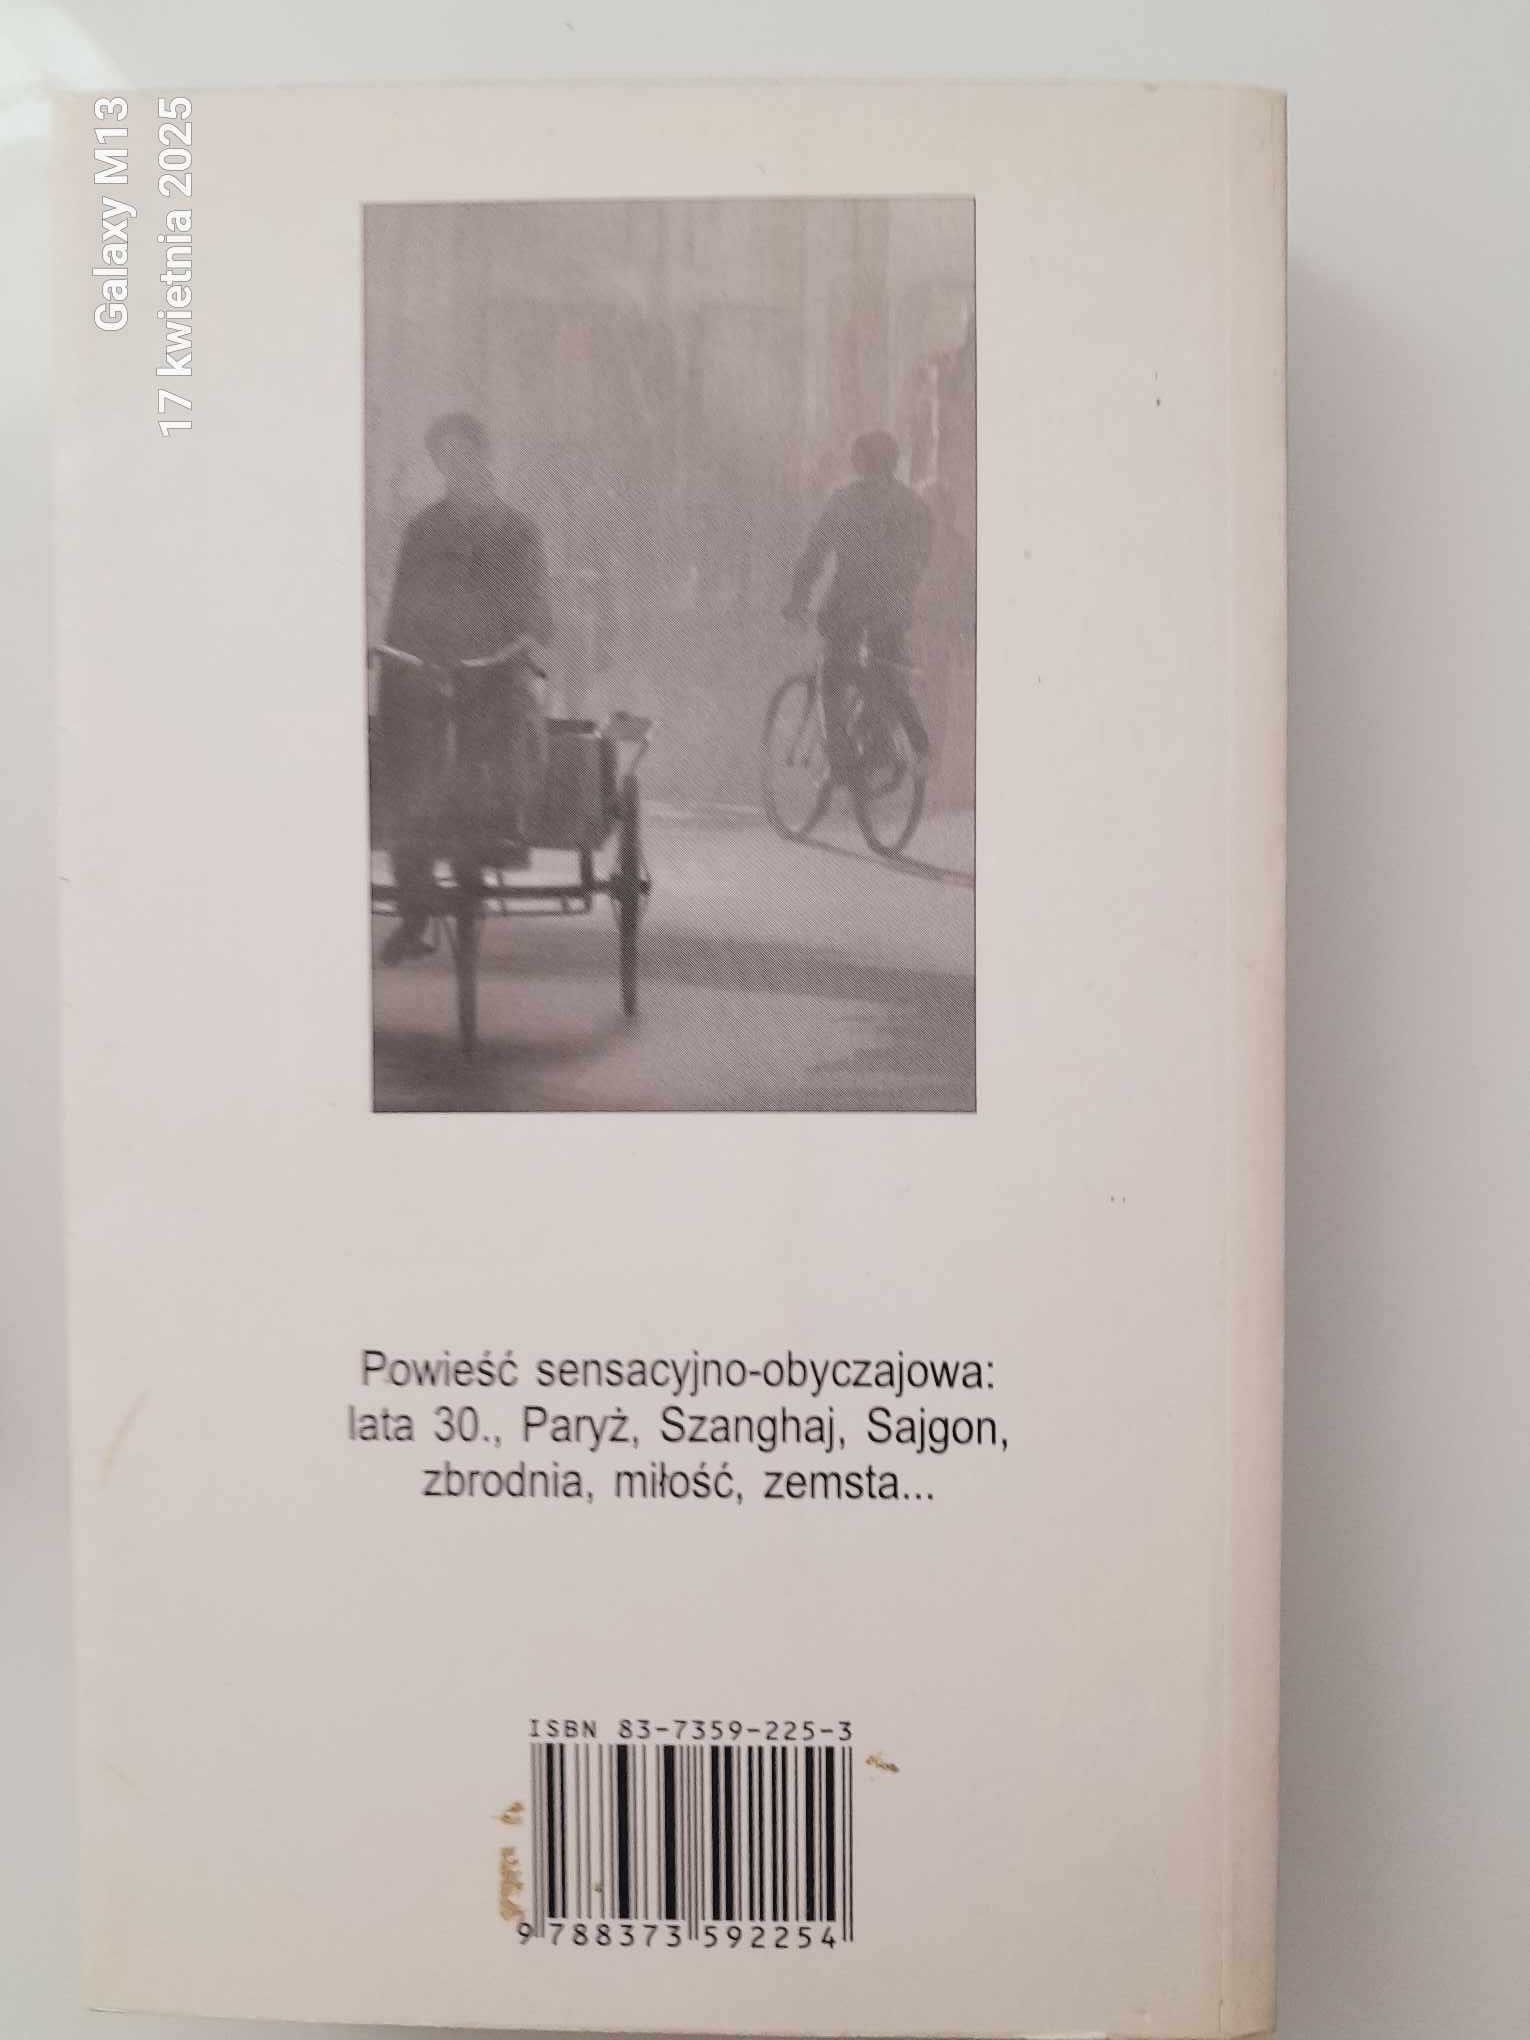 Galaxy M13
17 kwietnia 2025
Powieść sensacyjno-obyczajowa:
lata 30., Paryż, Szanghaj, Sajgon,
zbrodnia, miłość, zemsta...
ISBN 83-7359-225-3
9 788373 592254